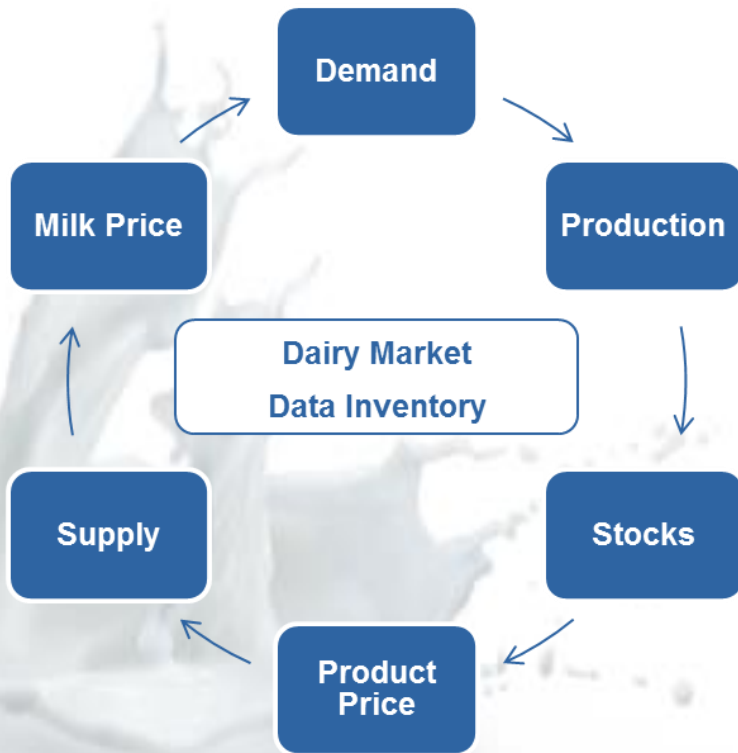 Demand
Milk Price
Production
Dairy Market
Data Inventory
Supply
Stocks
Product
Price